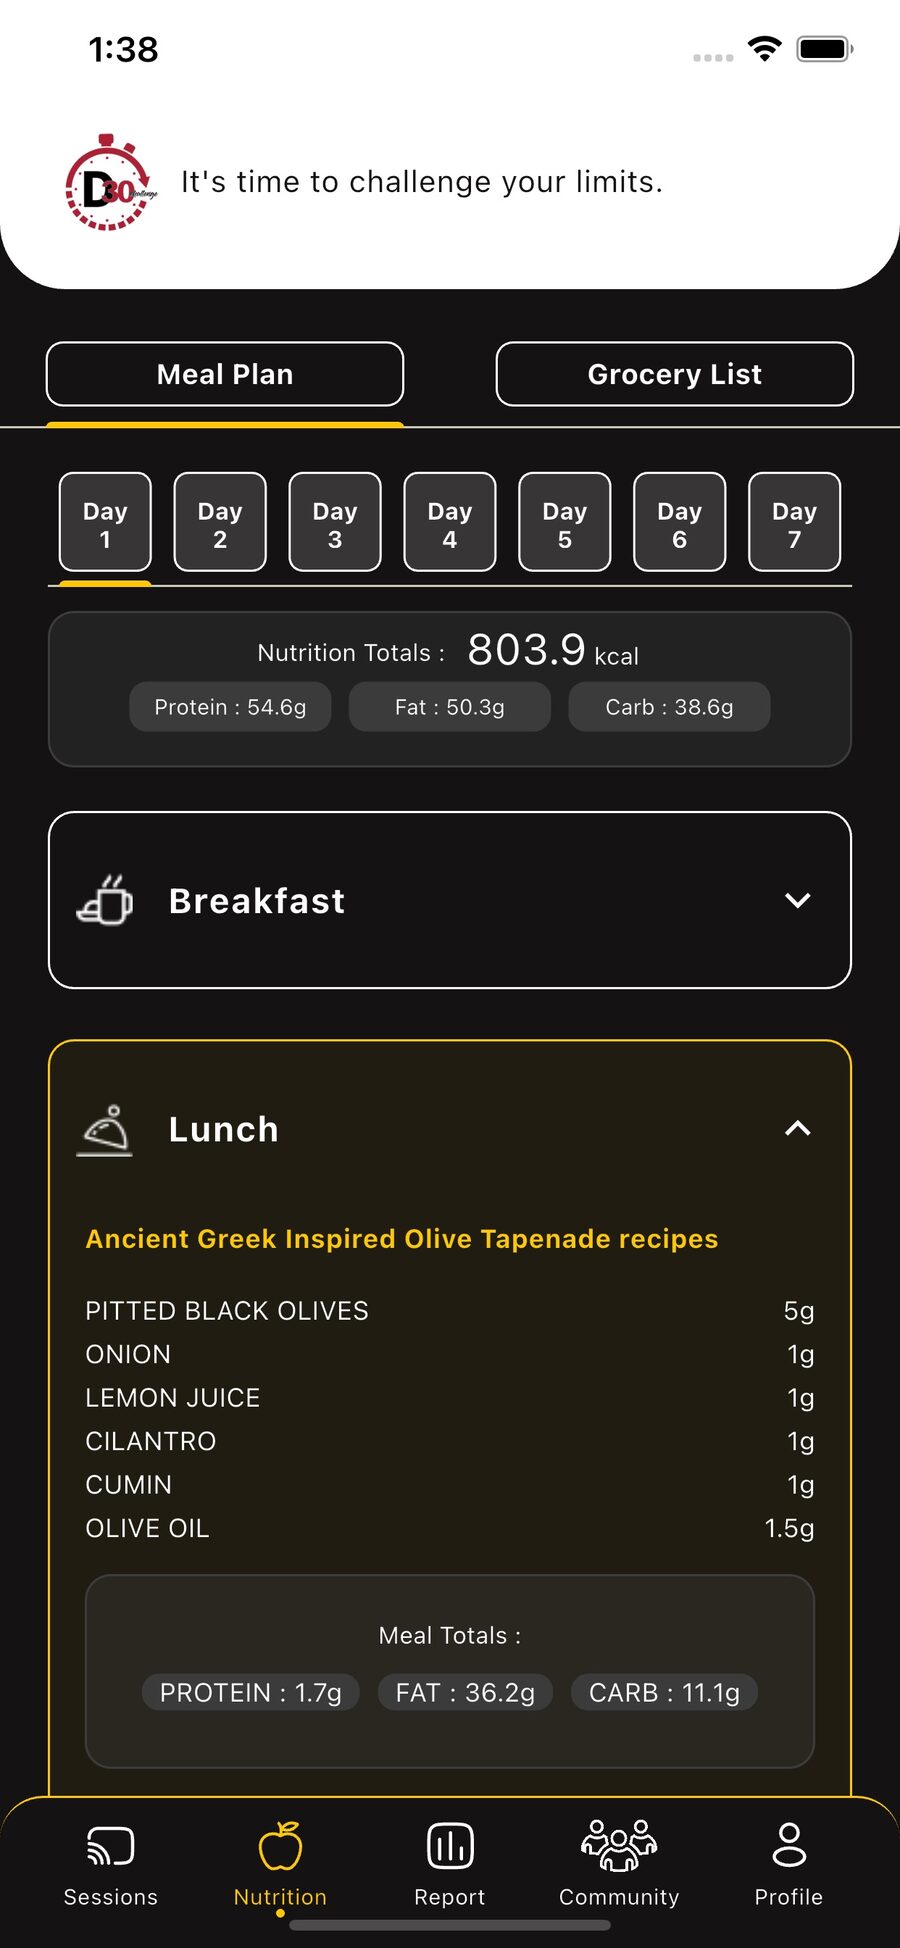 1:38
D30 challenge
It's time to challenge your limits.
Meal Plan
Grocery List
Day 1
Day 2
Day 3
Day 4
Day 5
Day 6
Day 7
Nutrition Totals : 803.9 kcal
Protein : 54.6g
Fat : 50.3g
Carb : 38.6g
Breakfast
Lunch
Ancient Greek Inspired Olive Tapenade recipes
PITTED BLACK OLIVES 5g
ONION 1g
LEMON JUICE 1g
CILANTRO 1g
CUMIN 1g
OLIVE OIL 1.5g
Meal Totals :
PROTEIN : 1.7g
FAT : 36.2g
CARB : 11.1g
Sessions
Nutrition
Report
Community
Profile